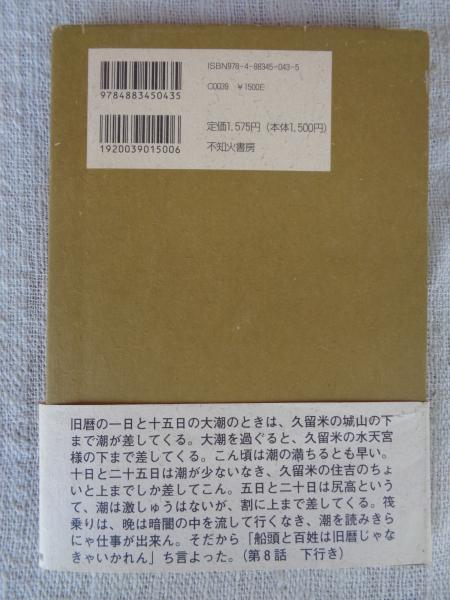 ISBN978-4-88345-043-5
C0039 ￥1500E
9784883450435
定価1,575円（本体1,500円）
不知火書房
1920039015006
旧暦の一日と十五日の大潮のときは、久留米の城山の下
まで潮が差してくる。大潮を過ぐると、久留米の水天宮
様の下まで差してくる。こん頃は潮の満ちるとも早い。
十日と二十五日は潮が少ないなき、久留米の住吉のちょ
いと上までしか差してこん。五日と二十日は尻高という
て、潮は激しゅうはないが、割に上まで差してくる。筏
乗りは、晩は暗闇の中を流して行くなき、潮を読みきら
にゃ仕事が出来ん。そだから「船頭と百姓は旧暦じゃな
きゃいかれん」ち言よった。（第８話　下行き）